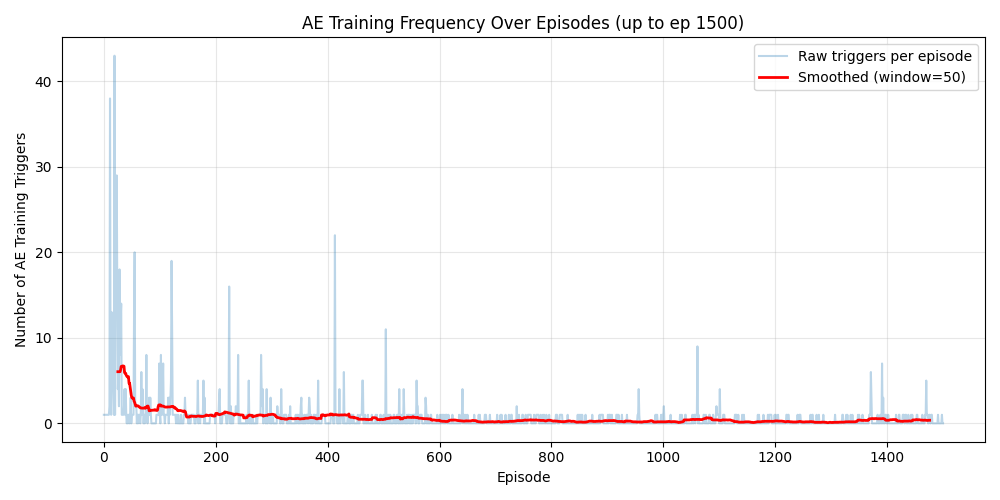 AE Training Frequency Over Episodes (up to ep 1500)
Raw triggers per episode
Smoothed (window=50)
Number of AE Training Triggers
40
30
20
10
0
0 200 400 600 800 1000 1200 1400
Episode